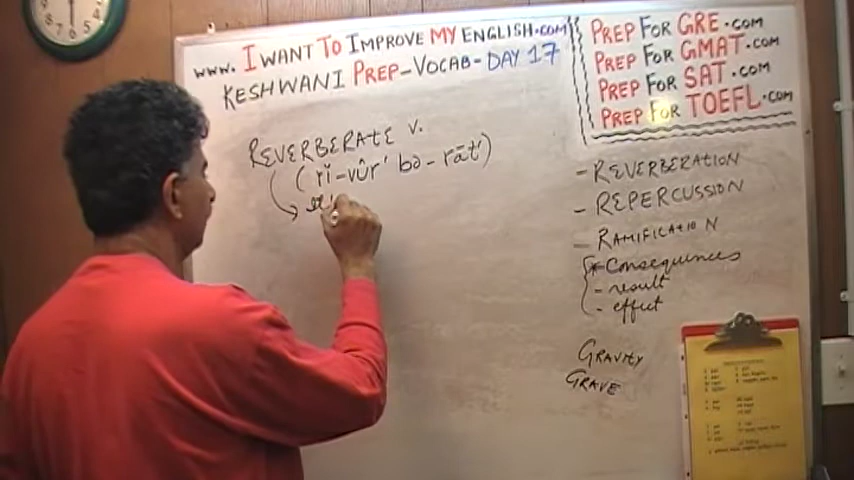 www. I WANT TO IMPROVE MY ENGLISH.COM
KESHWANI PREP-VOCAB-DAY 17
PREP FOR GRE.COM
PREP FOR GMAT.COM
PREP FOR SAT.COM
PREP FOR TOEFL.COM
REVERBERATE v.
(rĭ-vûr' bə-rāt')
- REVERBERATION
- REPERCUSSION
- RAMIFICATION
* Consequences
- result
- effect
GRAVITY
GRAVE